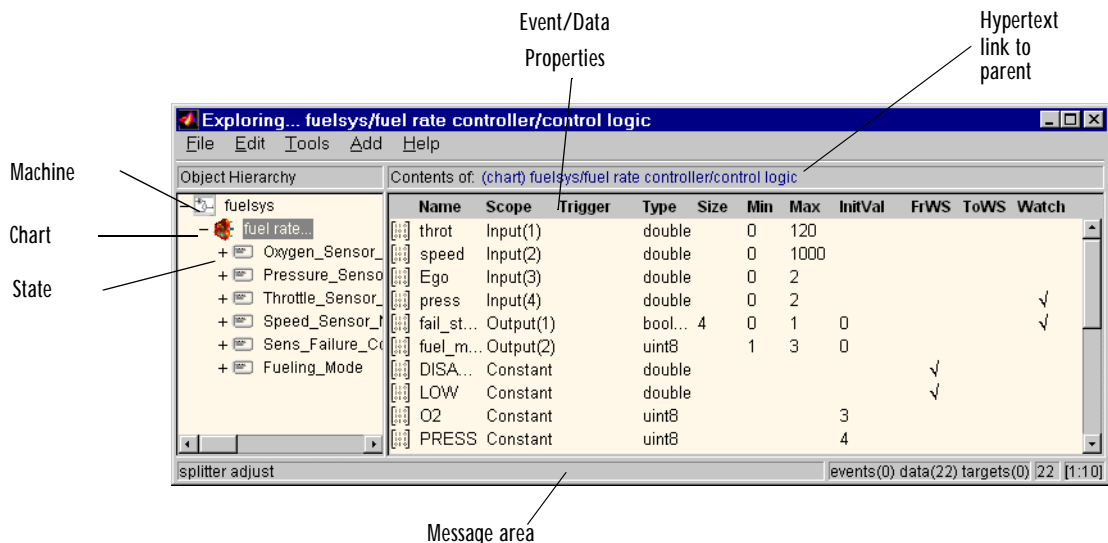 Event/Data
Properties
Hypertext
link to
parent
Exploring... fuelsys/fuel rate controller/control logic
File Edit Tools Add Help
Machine
Chart
State
Object Hierarchy
Contents of: (chart) fuelsys/fuel rate controller/control logic
fuelsys
fuel rate...
Oxygen_Sensor_
Pressure_Senso
Throttle_Sensor_
Speed_Sensor_M
Sens_Failure_Co
Fueling_Mode
Name Scope Trigger Type Size Min Max InitVal FrWS ToWS Watch
throt Input(1) double 0 120
speed Input(2) double 0 1000
Ego Input(3) double 0 2
press Input(4) double 0 2 √
fail_st... Output(1) bool... 4 0 1 0 √
fuel_m... Output(2) uint8 1 3 0
DISA... Constant double √
LOW Constant double √
O2 Constant uint8 3
PRESS Constant uint8 4
splitter adjust
events(0) data(22) targets(0) 22 [1:10]
Message area